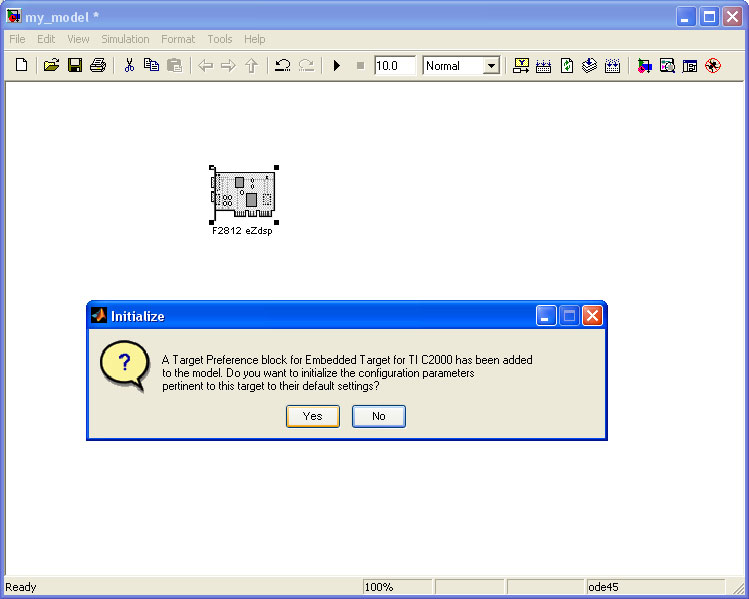 my_model *
File Edit View Simulation Format Tools Help
10.0 Normal
F2812 eZdsp
Initialize
A Target Preference block for Embedded Target for TI C2000 has been added
to the model. Do you want to initialize the configuration parameters
pertinent to this target to their default settings?
Yes No
Ready 100% ode45